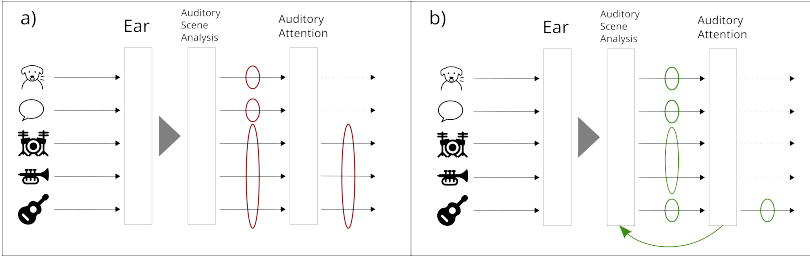 a)
Ear
Auditory
Scene
Analysis
Auditory
Attention
b)
Ear
Auditory
Scene
Analysis
Auditory
Attention